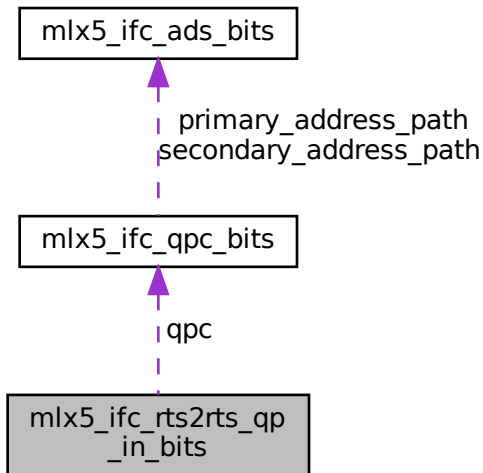 mlx5_ifc_ads_bits
primary_address_path
secondary_address_path
mlx5_ifc_qpc_bits
qpc
mlx5_ifc_rts2rts_qp
_in_bits